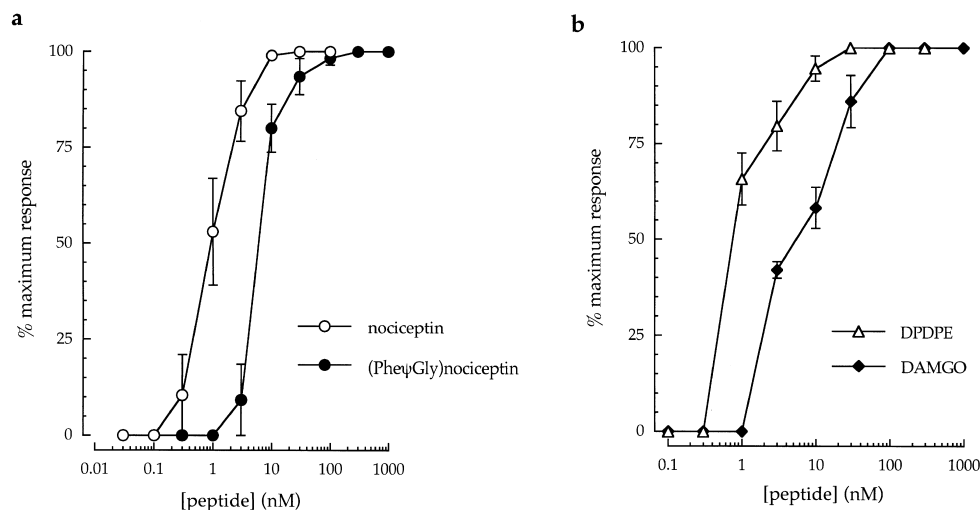 a
100
75
50
25
0
% maximum response
nociceptin
(PheψGly)nociceptin
0.01 0.1 1 10 100 1000
[peptide] (nM)
b
100
75
50
25
0
% maximum response
DPDPE
DAMGO
0.1 1 10 100 1000
[peptide] (nM)